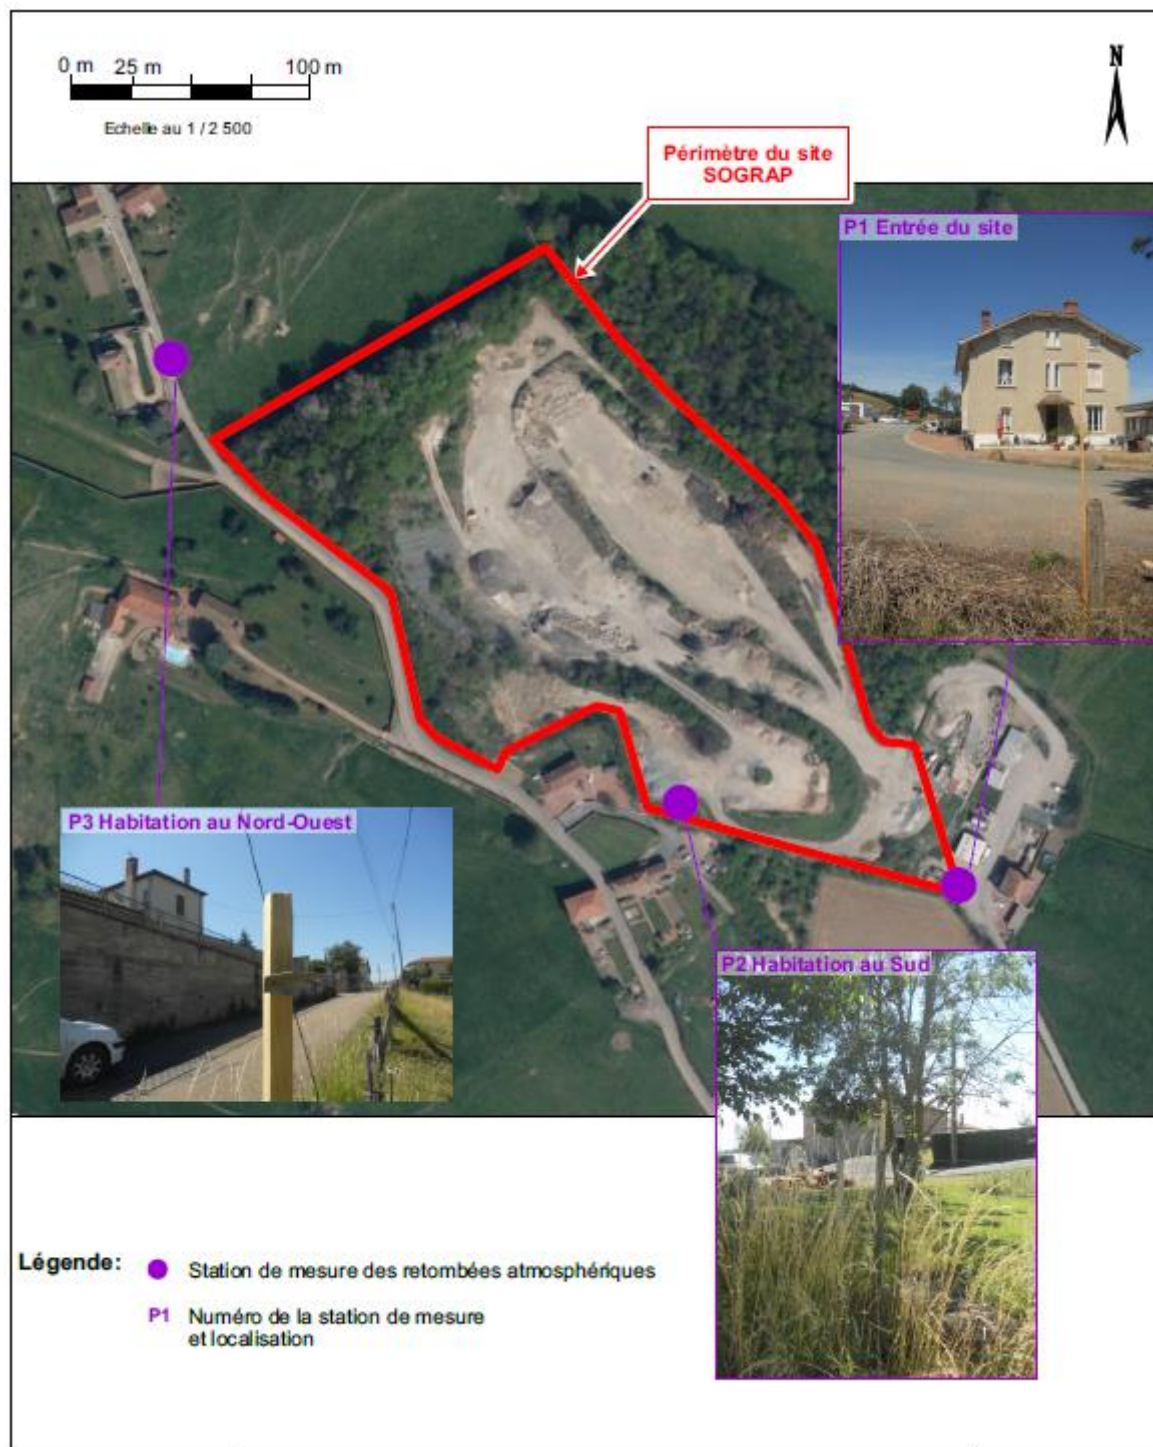 0 m 25 m 100 m
Echelle au 1 / 2 500
N
Périmètre du site
SOGRAP
P1 Entrée du site
P3 Habitation au Nord-Ouest
P2 Habitation au Sud
Légende:
Station de mesure des retombées atmosphériques
P1 Numéro de la station de mesure
et localisation